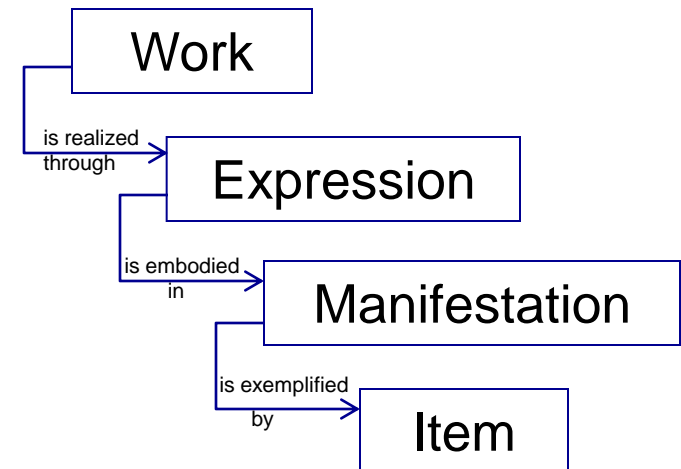 Work
is realized
through
Expression
is embodied
in
Manifestation
is exemplified
by
Item